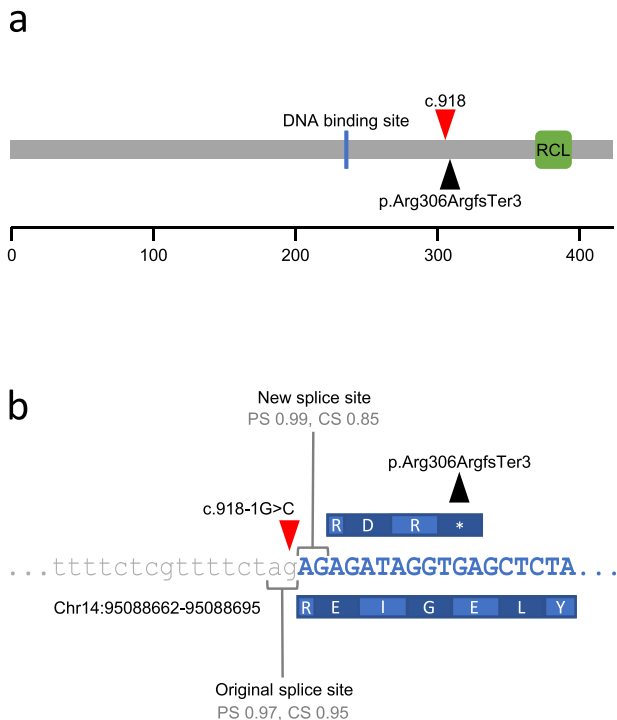 a
c.918
DNA binding site
RCL
p.Arg306ArgfsTer3
0 100 200 300 400
b
New splice site
PS 0.99, CS 0.85
p.Arg306ArgfsTer3
c.918-1G>C
R D R *
...ttttctcgttttctagAGAGATAGGTGAGCTCTA...
Chr14:95088662-95088695
R E I G E L Y
Original splice site
PS 0.97, CS 0.95